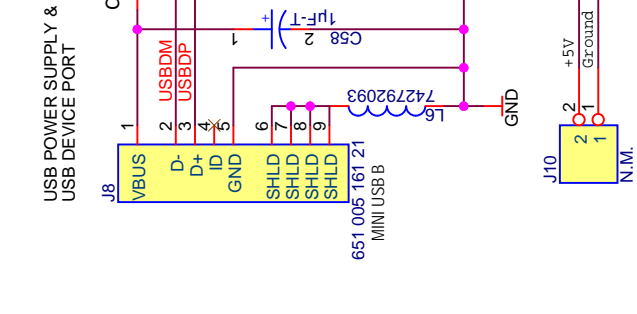 C
+
1µF-T
1
2
C58
+5V
Ground
USBDM
USBDP
742792093
L6
GND
USB POWER SUPPLY &
USB DEVICE PORT
1
2
3
4
5
6
7
8
9
2
1
J8
VBUS
D-
D+
ID
GND
SHLD
SHLD
SHLD
SHLD
651 005 161 21
MINI USB B
J10
2
1
N.M.